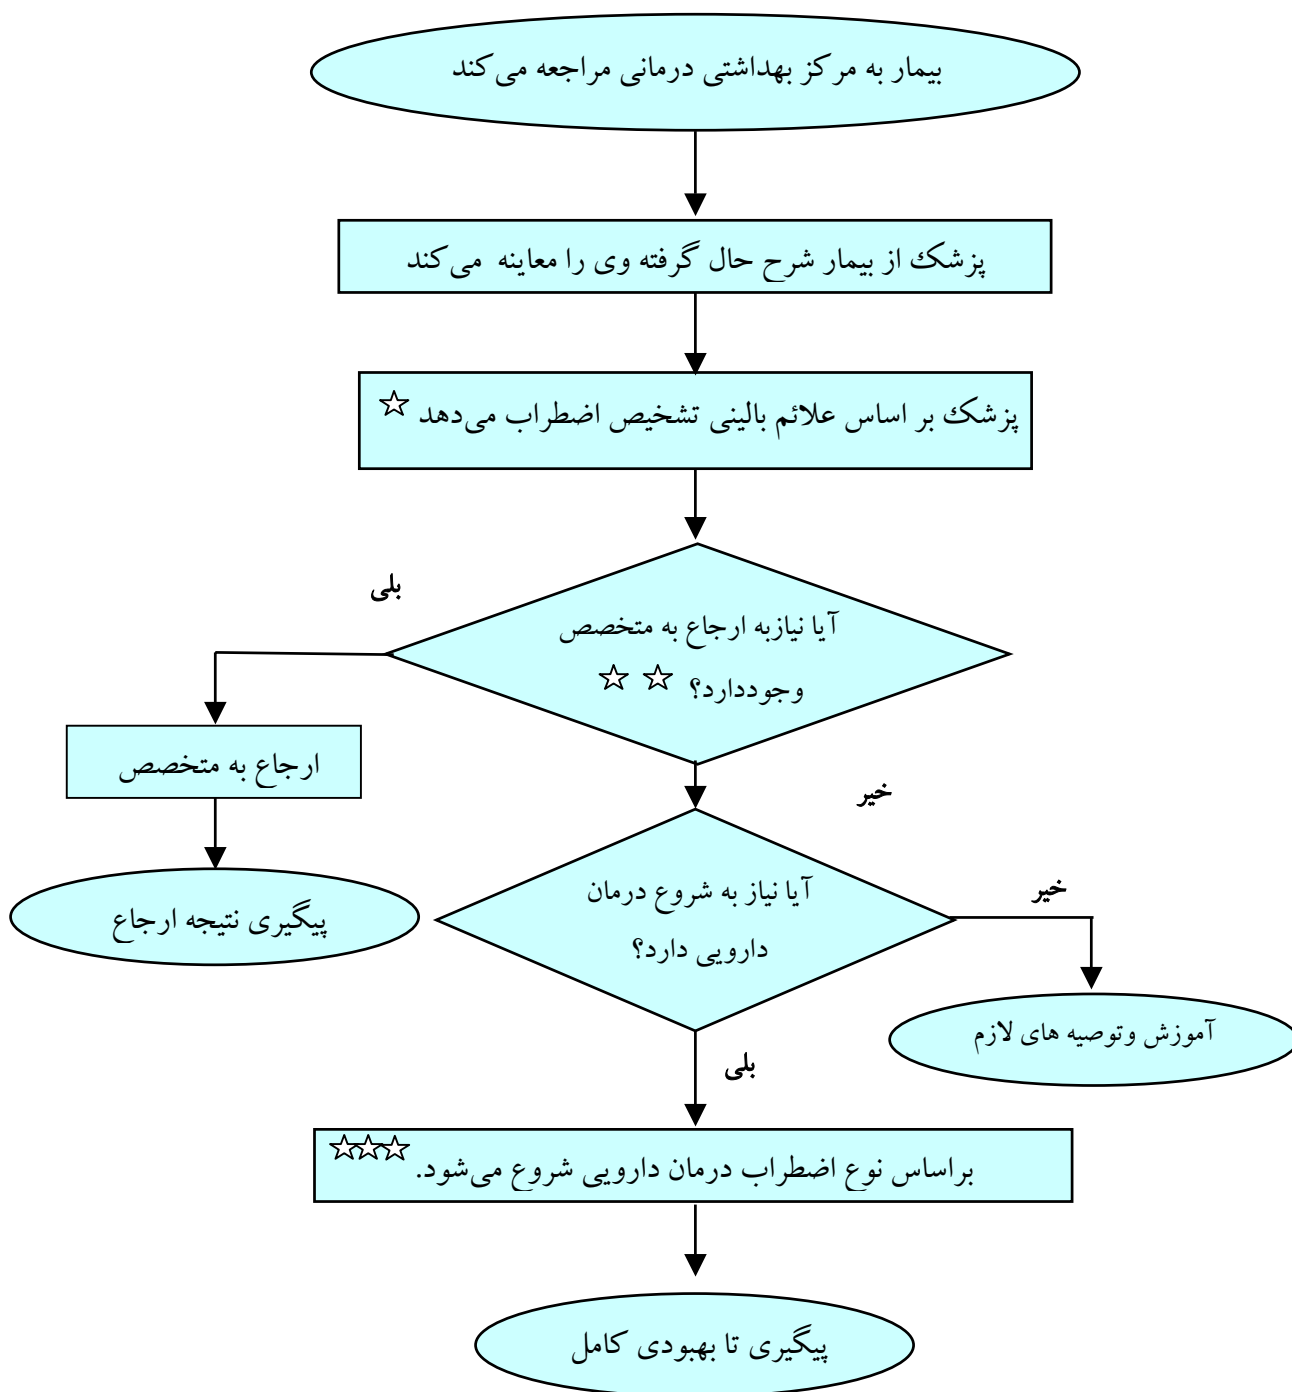 بیمار به مرکز بهداشتی درمانی مراجعه می‌کند
پزشك از بیمار شرح حال گرفته وی را معاینه می‌کند
پزشك بر اساس علائم بالینی تشخیص اضطراب می‌دهد ☆
بلی
آیا نیازبه ارجاع به متخصص
وجوددارد؟ ☆ ☆
ارجاع به متخصص
خیر
پیگیری نتیجه ارجاع
آیا نیاز به شروع درمان
دارویی دارد؟
خیر
آموزش وتوصیه های لازم
بلی
براساس نوع اضطراب درمان دارویی شروع می‌شود. ☆☆☆
پیگیری تا بهبودی کامل